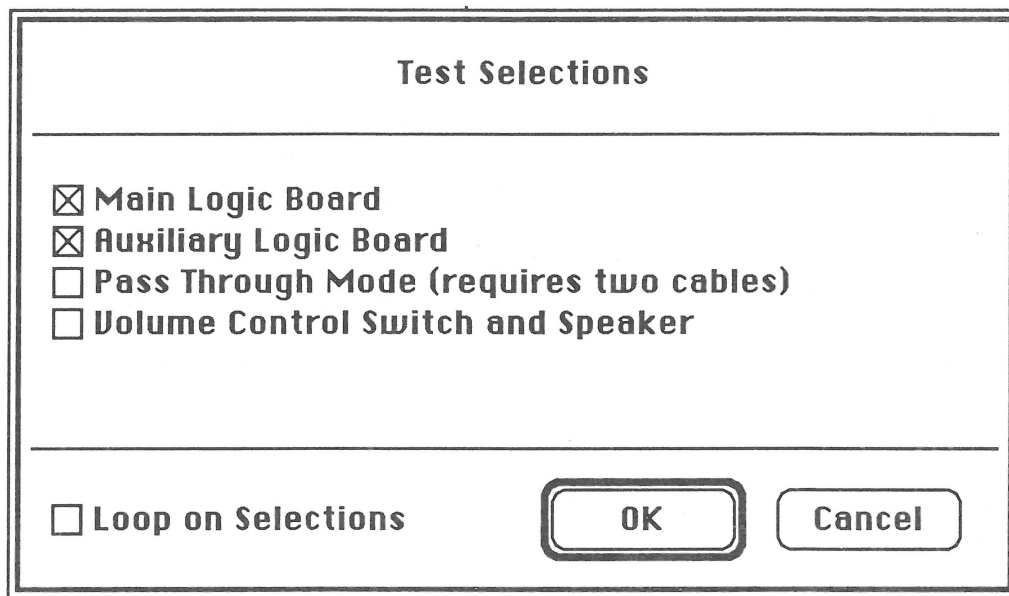 Test Selections
Main Logic Board
Auxiliary Logic Board
Pass Through Mode (requires two cables)
Volume Control Switch and Speaker
Loop on Selections
OK
Cancel